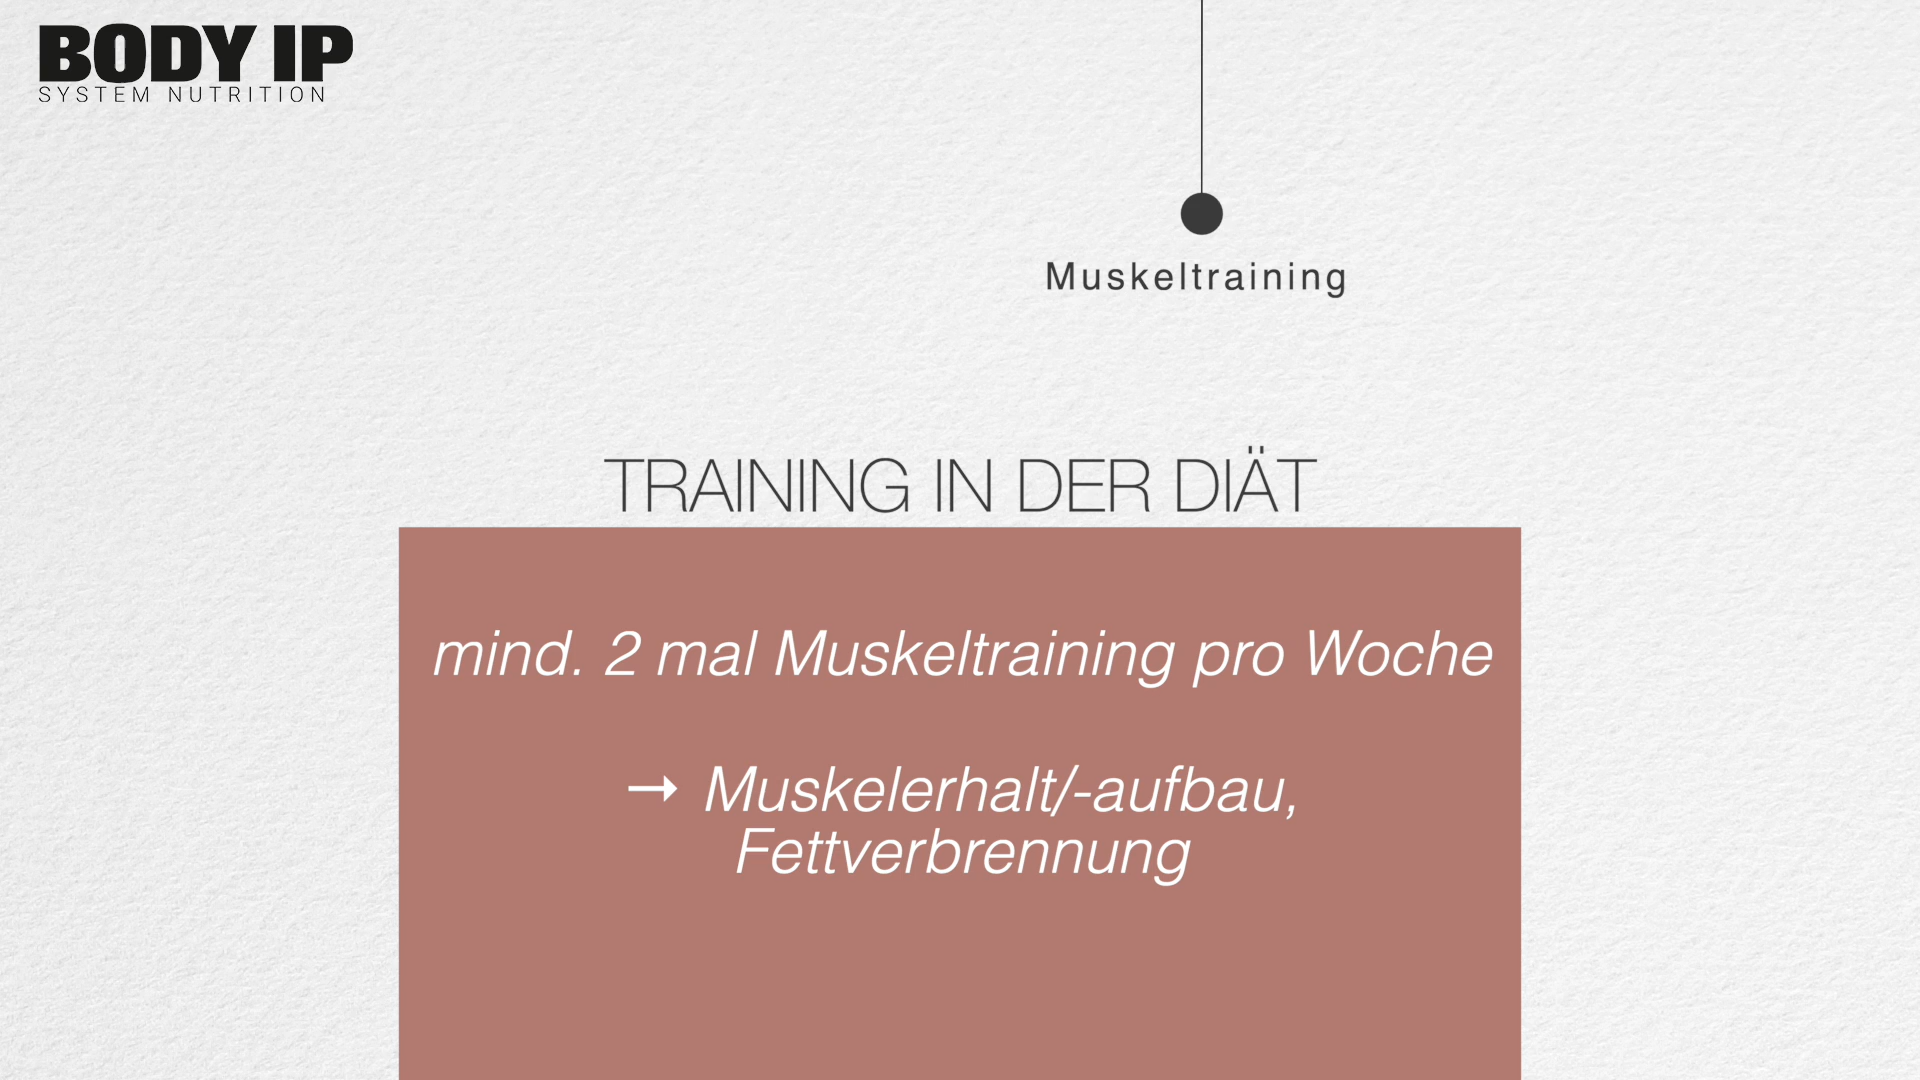 BODY IP
SYSTEM NUTRITION
Muskeltraining
TRAINING IN DER DIÄT
mind. 2 mal Muskeltraining pro Woche
→ Muskelerhalt/-aufbau,
Fettverbrennung